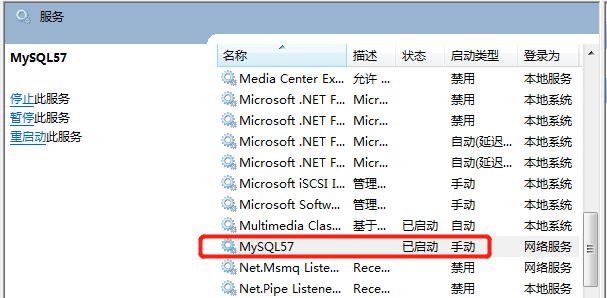 服务
MySQL57
停止此服务
暂停此服务
重启动此服务
名称 描述 状态 启动类型 登录为
Media Center Ex... 允许 ... 禁用 本地服务
Microsoft .NET F... Micr... 禁用 本地系统
Microsoft .NET F... Micr... 禁用 本地系统
Microsoft .NET F... Micr... 自动(延迟... 本地系统
Microsoft .NET F... Micr... 自动(延迟... 本地系统
Microsoft iSCSI I... 管理... 手动 本地系统
Microsoft Softw... 管理... 手动 本地系统
Multimedia Clas... 基于... 已启动 自动 本地系统
MySQL57 已启动 手动 网络服务
Net.Msmq Liste... Rece... 禁用 网络服务
Net.Pipe Listene... Rece... 禁用 本地服务